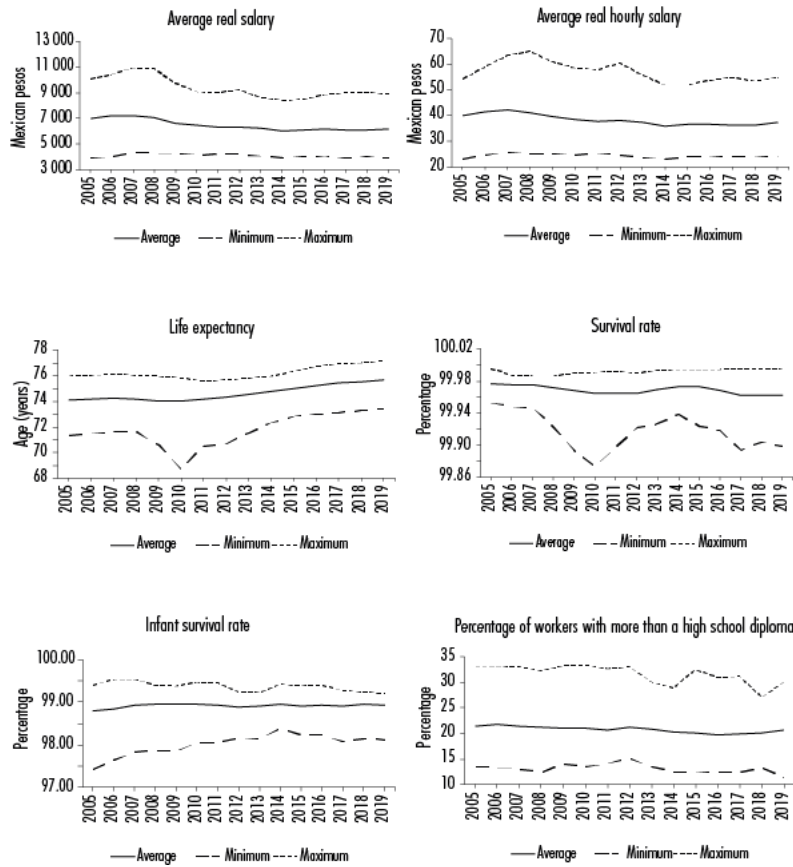 Average real salary
Mexican pesos
13 000
11 000
9 000
7 000
5 000
3 000
2005 2006 2007 2008 2009 2010 2011 2012 2013 2014 2015 2016 2017 2018 2019
Average Minimum Maximum
Average real hourly salary
Mexican pesos
70
60
50
40
30
20
2005 2006 2007 2008 2009 2010 2011 2012 2013 2014 2015 2016 2017 2018 2019
Average Minimum Maximum
Life expectancy
Age (years)
78
76
74
72
70
68
2005 2006 2007 2008 2009 2010 2011 2012 2013 2014 2015 2016 2017 2018 2019
Average Minimum Maximum
Survival rate
Percentage
100.02
99.98
99.94
99.90
99.86
2005 2006 2007 2008 2009 2010 2011 2012 2013 2014 2015 2016 2017 2018 2019
Average Minimum Maximum
Infant survival rate
Percentage
100.00
99.00
98.00
97.00
2005 2006 2007 2008 2009 2010 2011 2012 2013 2014 2015 2016 2017 2018 2019
Average Minimum Maximum
Percentage of workers with more than a high school diploma
Percentage
35
30
25
20
15
10
2005 2006 2007 2008 2009 2010 2011 2012 2013 2014 2015 2016 2017 2018 2019
Average Minimum Maximum